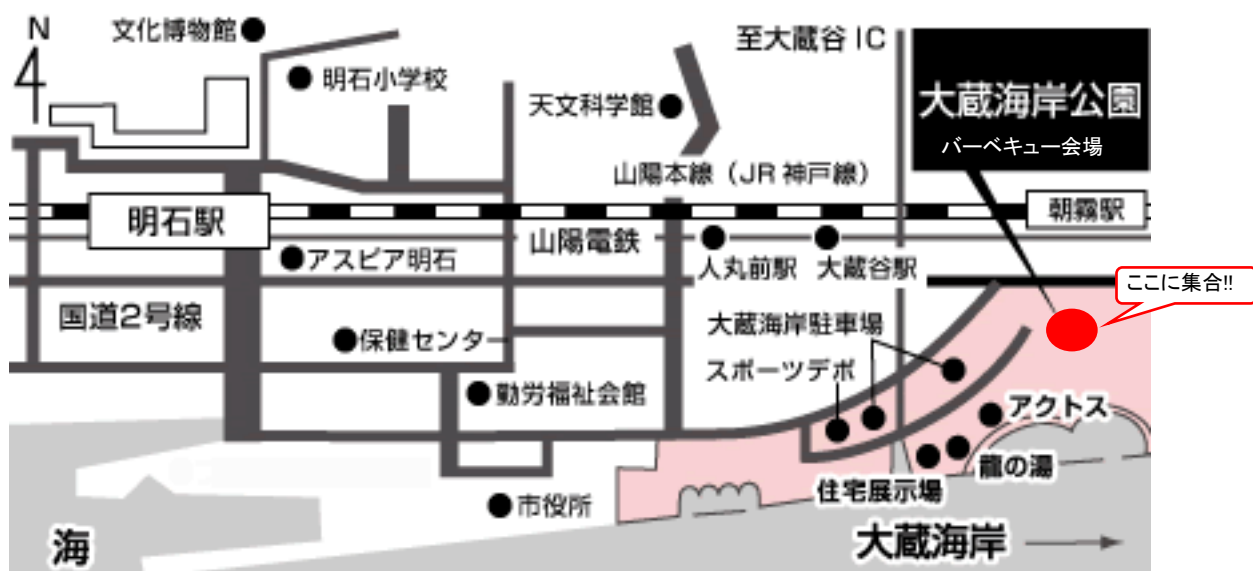 N
文化博物館
明石小学校
天文科学館
至大蔵谷IC
大蔵海岸公園
バーベキュー会場
山陽本線（JR神戸線）
明石駅
朝霧駅
山陽電鉄
アスピア明石
人丸前駅
大蔵谷駅
ここに集合!!
国道2号線
大蔵海岸駐車場
保健センター
スポーツデポ
勤労福祉会館
アクトス
龍の湯
住宅展示場
市役所
海
大蔵海岸